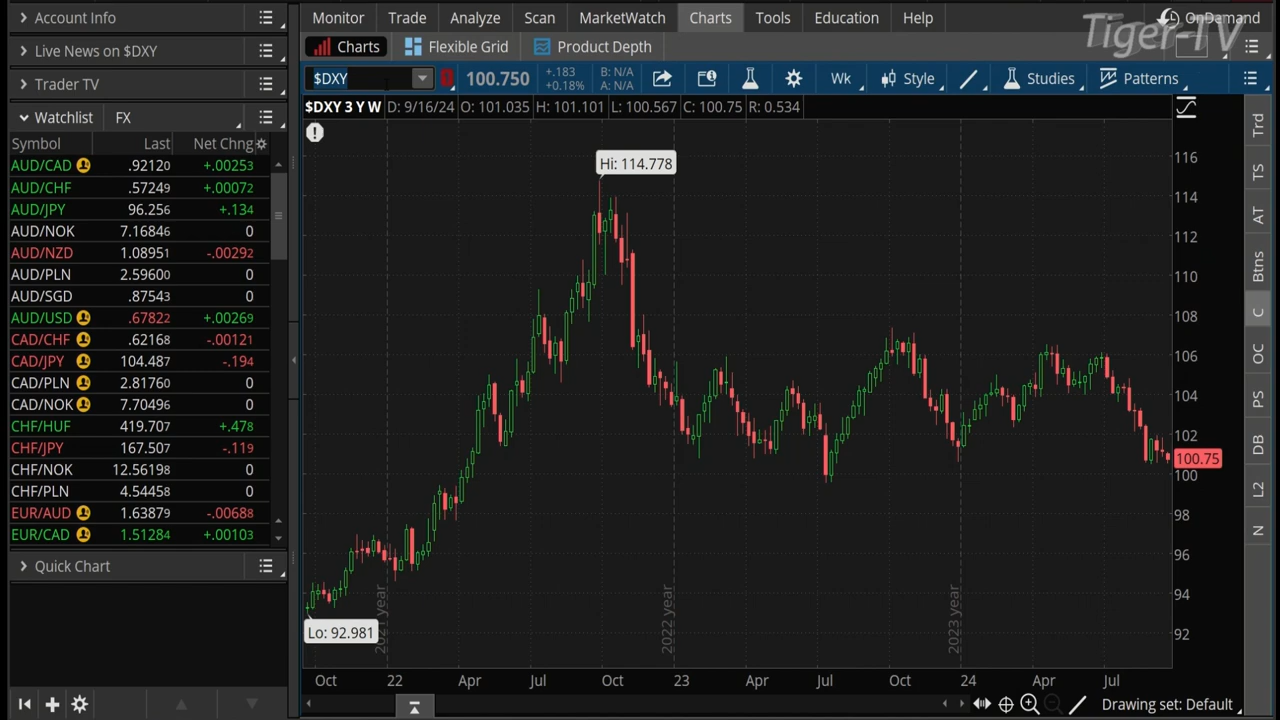 Account Info
Live News on $DXY
Trader TV
Watchlist FX
Symbol Last Net Chng
AUD/CAD .92120 +.00253
AUD/CHF .57249 +.00072
AUD/JPY 96.256 +.134
AUD/NOK 7.16846 0
AUD/NZD 1.08951 -.00292
AUD/PLN 2.59600 0
AUD/SGD .87543 0
AUD/USD .67822 +.00269
CAD/CHF .62168 -.00121
CAD/JPY 104.487 -.194
CAD/PLN 2.81760 0
CAD/NOK 7.70496 0
CHF/HUF 419.707 +.478
CHF/JPY 167.507 -.119
CHF/NOK 12.56198 0
CHF/PLN 4.54458 0
EUR/AUD 1.63879 -.00688
EUR/CAD 1.51284 +.00103
Quick Chart
Monitor Trade Analyze Scan MarketWatch Charts Tools Education Help
OnDemand
Tiger-TV
Charts Flexible Grid Product Depth
$DXY 100.750 +.183 +0.18% B: N/A A: N/A Wk Style Studies Patterns
$DXY 3 Y W D: 9/16/24 O: 101.035 H: 101.101 L: 100.567 C: 100.75 R: 0.534
Hi: 114.778
116
114
112
110
108
106
104
102
100.75
100
98
96
94
92
Lo: 92.981
2021 year
2022 year
2023 year
Oct 22 Apr Jul Oct 23 Apr Jul Oct 24 Apr Jul
Drawing set: Default
Trd
TS
AT
Btns
C
OC
PS
DB
L2
N